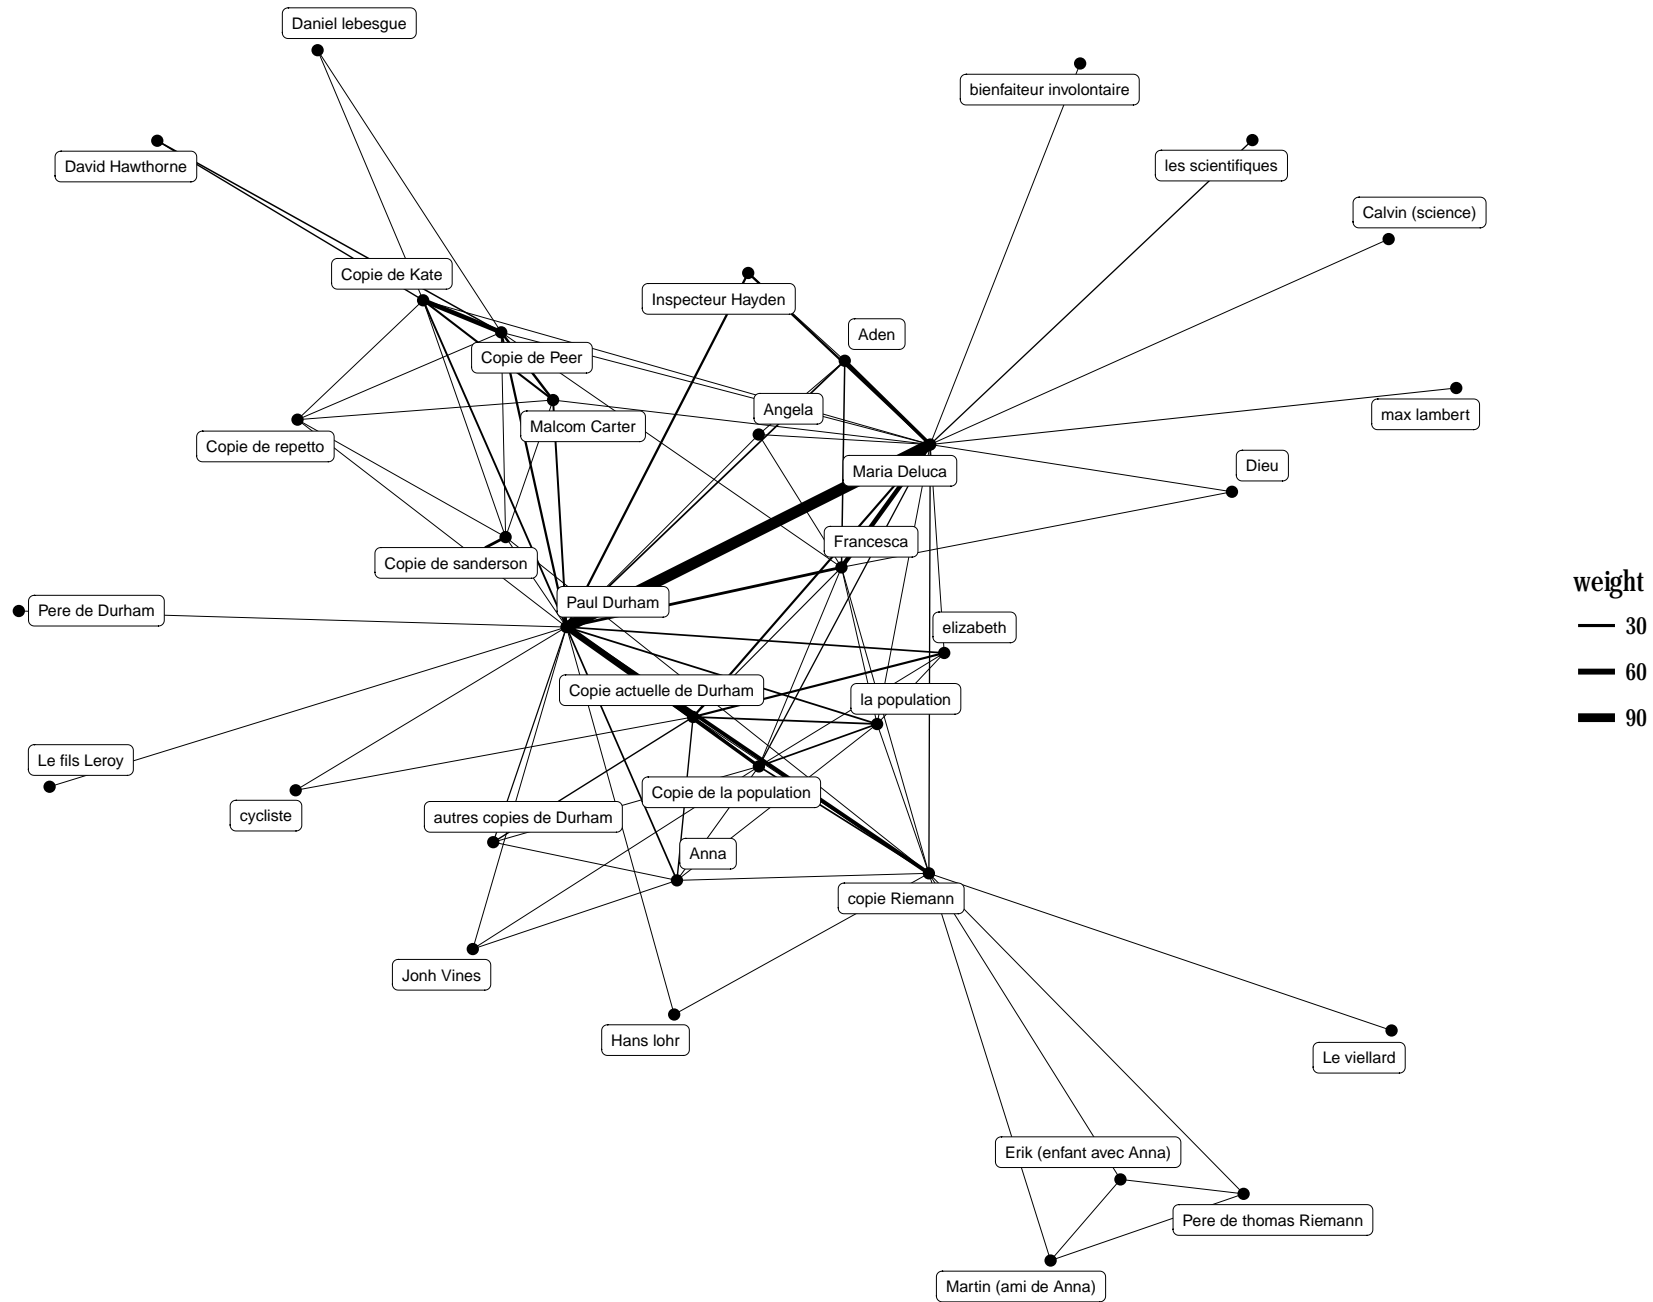 Daniel lebesgue
bienfaiteur involontaire
David Hawthorne
les scientifiques
Calvin (science)
Copie de Kate
Inspecteur Hayden
Aden
Copie de Peer
Angela
max lambert
Malcom Carter
Copie de repetto
Maria Deluca
Dieu
Francesca
Copie de sanderson
weight
Paul Durham
Pere de Durham
elizabeth
30
60
Copie actuelle de Durham
la population
90
Le fils Leroy
Copie de la population
cycliste
autres copies de Durham
Anna
copie Riemann
Jonh Vines
Hans lohr
Le viellard
Erik (enfant avec Anna)
Pere de thomas Riemann
Martin (ami de Anna)